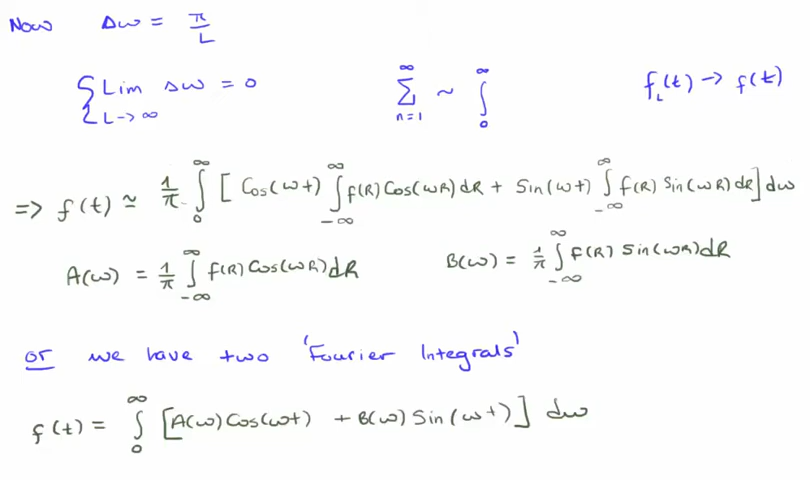 Now Δω = π/L
{ Lim Δω = 0 L->∞ ∞ Σ n=1 ~ ∞ ∫ 0 f_L(t) -> f(t)
=> f(t) ≃ 1/π ∞ ∫ 0 [ Cos(ωt) ∞ ∫ -∞ f(R) Cos(ωR) dR + Sin(ωt) ∞ ∫ -∞ f(R) Sin(ωR) dR ] dω
A(ω) = 1/π ∞ ∫ -∞ f(R) Cos(ωR) dR B(ω) = 1/π ∞ ∫ -∞ f(R) Sin(ωR) dR
or we have two 'Fourier Integrals'
f(t) = ∞ ∫ 0 [A(ω) Cos(ωt) + B(ω) Sin(ωt) ] dω